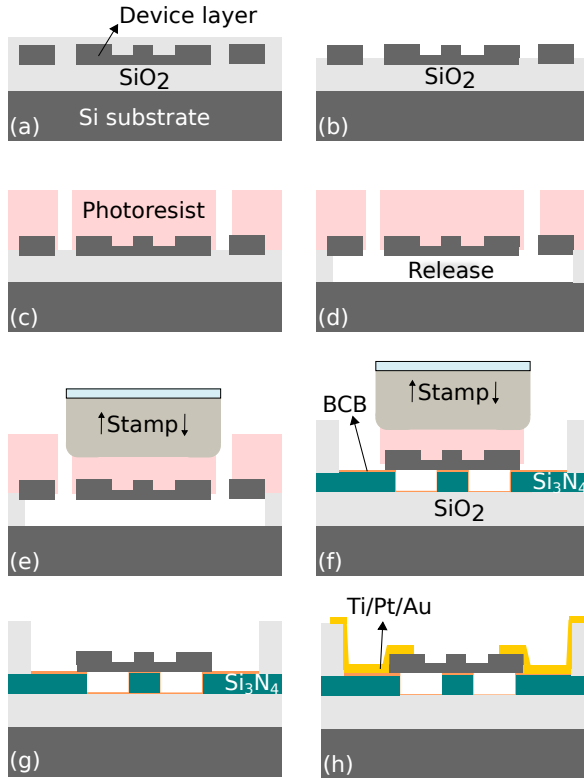 Device layer
SiO2
Si substrate
(a)
SiO2
(b)
Photoresist
(c)
Release
(d)
↑Stamp↓
(e)
↑Stamp↓
BCB
Si3N4
SiO2
(f)
Si3N4
(g)
Ti/Pt/Au
(h)